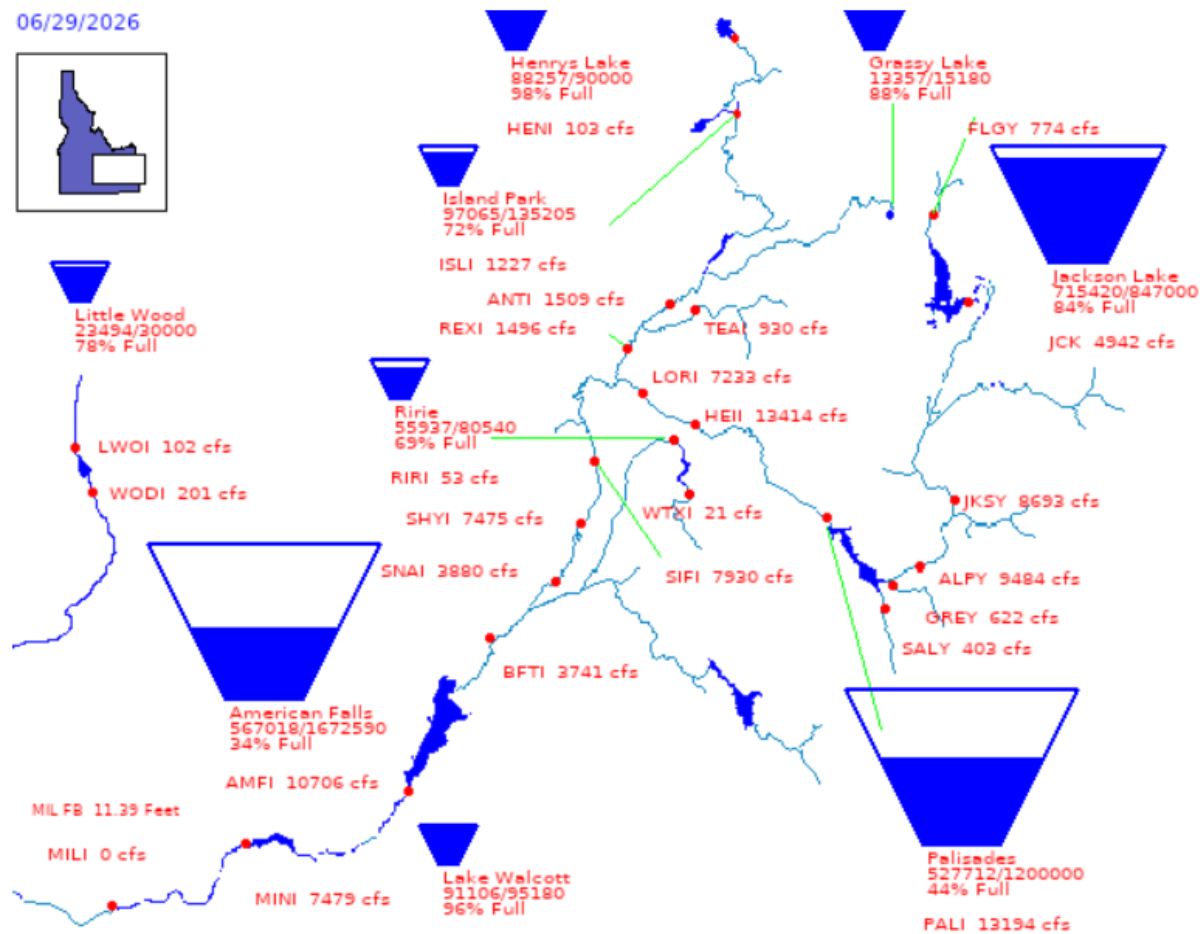 06/29/2026
Henrys Lake
88257/90000
98% Full
HENI 103 cfs
Grassy Lake
13357/15180
88% Full
FLGY 774 cfs
Island Park
97065/135205
72% Full
ISLI 1227 cfs
ANTI 1509 cfs
REXI 1496 cfs
TEAI 930 cfs
Jackson Lake
715420/847000
84% Full
JCK 4942 cfs
Little Wood
23494/30000
78% Full
LWOI 102 cfs
WODI 201 cfs
LORI 7233 cfs
HEII 13414 cfs
Ririe
55937/80540
69% Full
RIRI 53 cfs
SHYI 7475 cfs
WTXI 21 cfs
JKSY 8693 cfs
SNAI 3880 cfs
SIFI 7930 cfs
ALPY 9484 cfs
GREY 622 cfs
SALY 403 cfs
BFTI 3741 cfs
American Falls
567018/1672590
34% Full
AMFI 10706 cfs
MIL FB 11.39 Feet
MILI 0 cfs
MINI 7479 cfs
Lake Walcott
91106/95180
96% Full
Palisades
527712/1200000
44% Full
PALI 13194 cfs